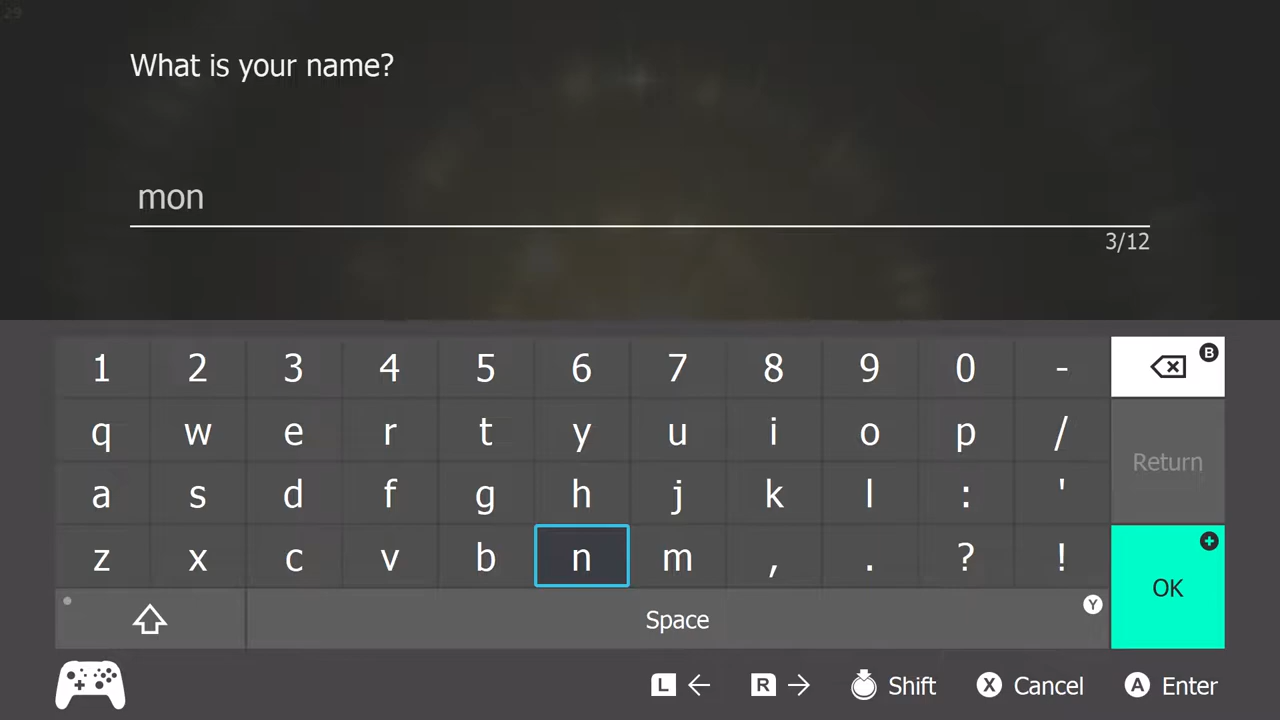 29
What is your name?
mon
3/12
1 2 3 4 5 6 7 8 9 0 - B
q w e r t y u i o p /
Return
a s d f g h j k l : '
z x c v b n m , . ? ! +
OK
Space Y
L ← R → Shift X Cancel A Enter